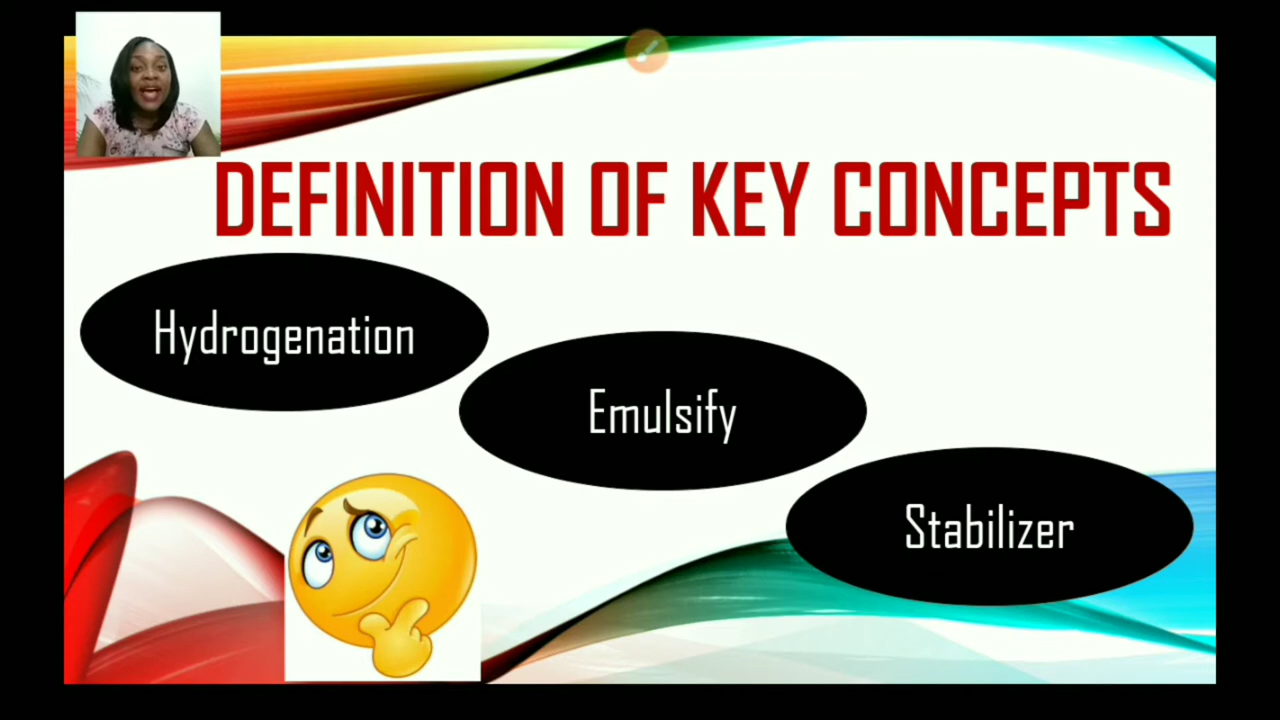 DEFINITION OF KEY CONCEPTS
Hydrogenation
Emulsify
Stabilizer